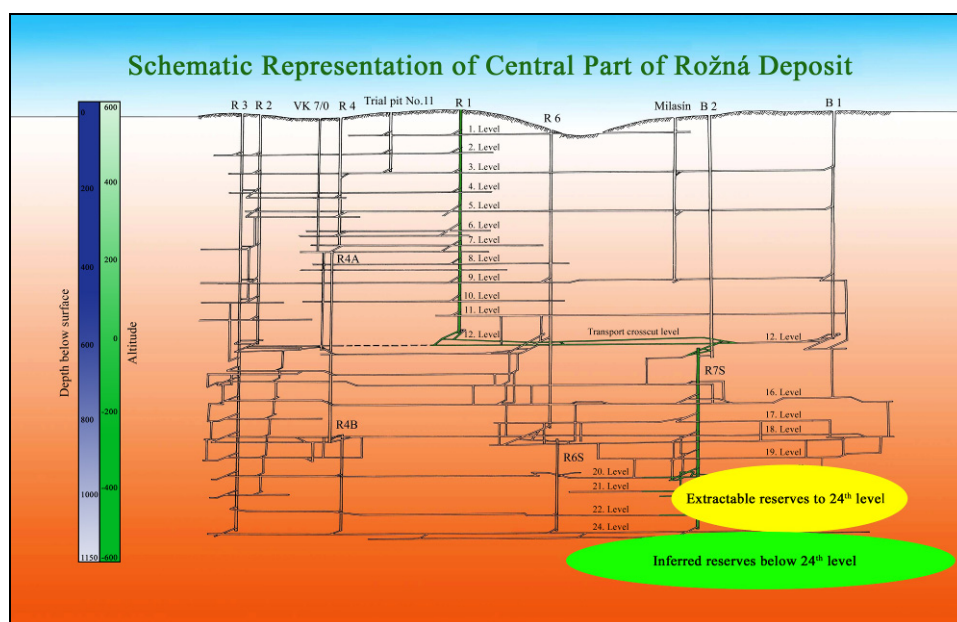 Schematic Representation of Central Part of Rožná Deposit
R 3
R 2
VK 7/0
R 4
Trial pit No.11
R 1
R 6
Milasín
B 2
B 1
0
200
400
600
800
1000
1150
Depth below surface
600
400
200
0
-200
-400
-600
Altitude
1. Level
2. Level
3. Level
4. Level
5. Level
6. Level
7. Level
R4A
8. Level
9. Level
10. Level
11. Level
12. Level
Transport crosscut level
12. Level
R7S
16. Level
17. Level
R4B
18. Level
19. Level
R6S
20. Level
21. Level
22. Level
24. Level
Extractable reserves to 24th level
Inferred reserves below 24th level